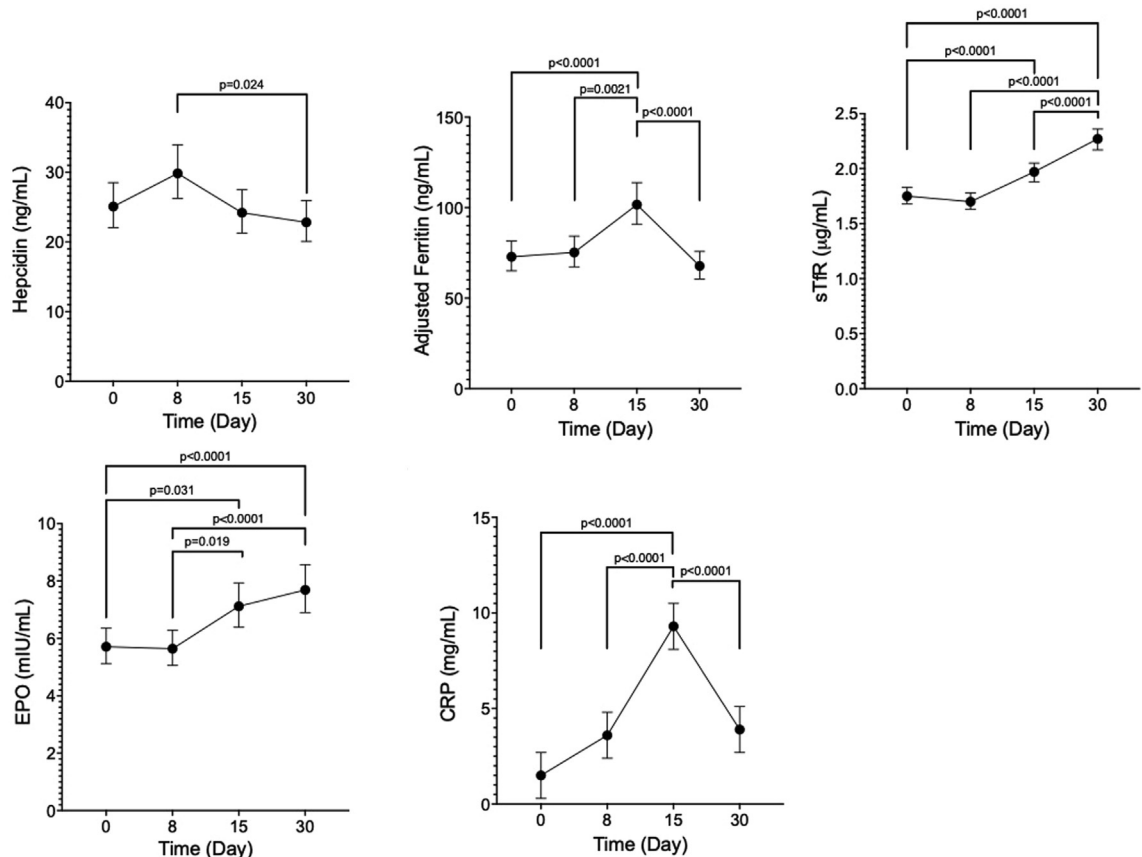 p=0.024
40
30
20
10
0
Hepcidin (ng/mL)
0 8 15 30
Time (Day)
p<0.0001
p=0.0021
p<0.0001
150
100
50
0
Adjusted Ferritin (ng/mL)
0 8 15 30
Time (Day)
p<0.0001
p<0.0001
p<0.0001
p<0.0001
2.5
2.0
1.5
1.0
0.5
0.0
sTfR (μg/mL)
0 8 15 30
Time (Day)
p<0.0001
p=0.031
p<0.0001
p=0.019
10
8
6
4
2
0
EPO (mIU/mL)
0 8 15 30
Time (Day)
p<0.0001
p<0.0001
p<0.0001
15
10
5
0
CRP (mg/mL)
0 8 15 30
Time (Day)